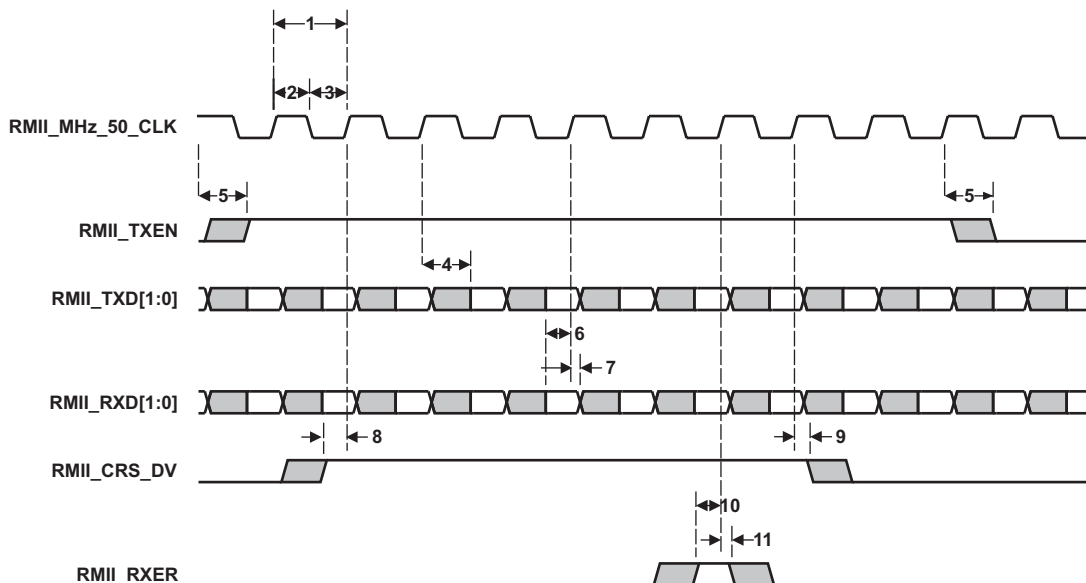 1
2 3
RMII_MHz_50_CLK
5 5
RMII_TXEN
4
RMII_TXD[1:0]
6
7
RMII_RXD[1:0]
8 9
RMII_CRS_DV
10
11
RMII_RXER